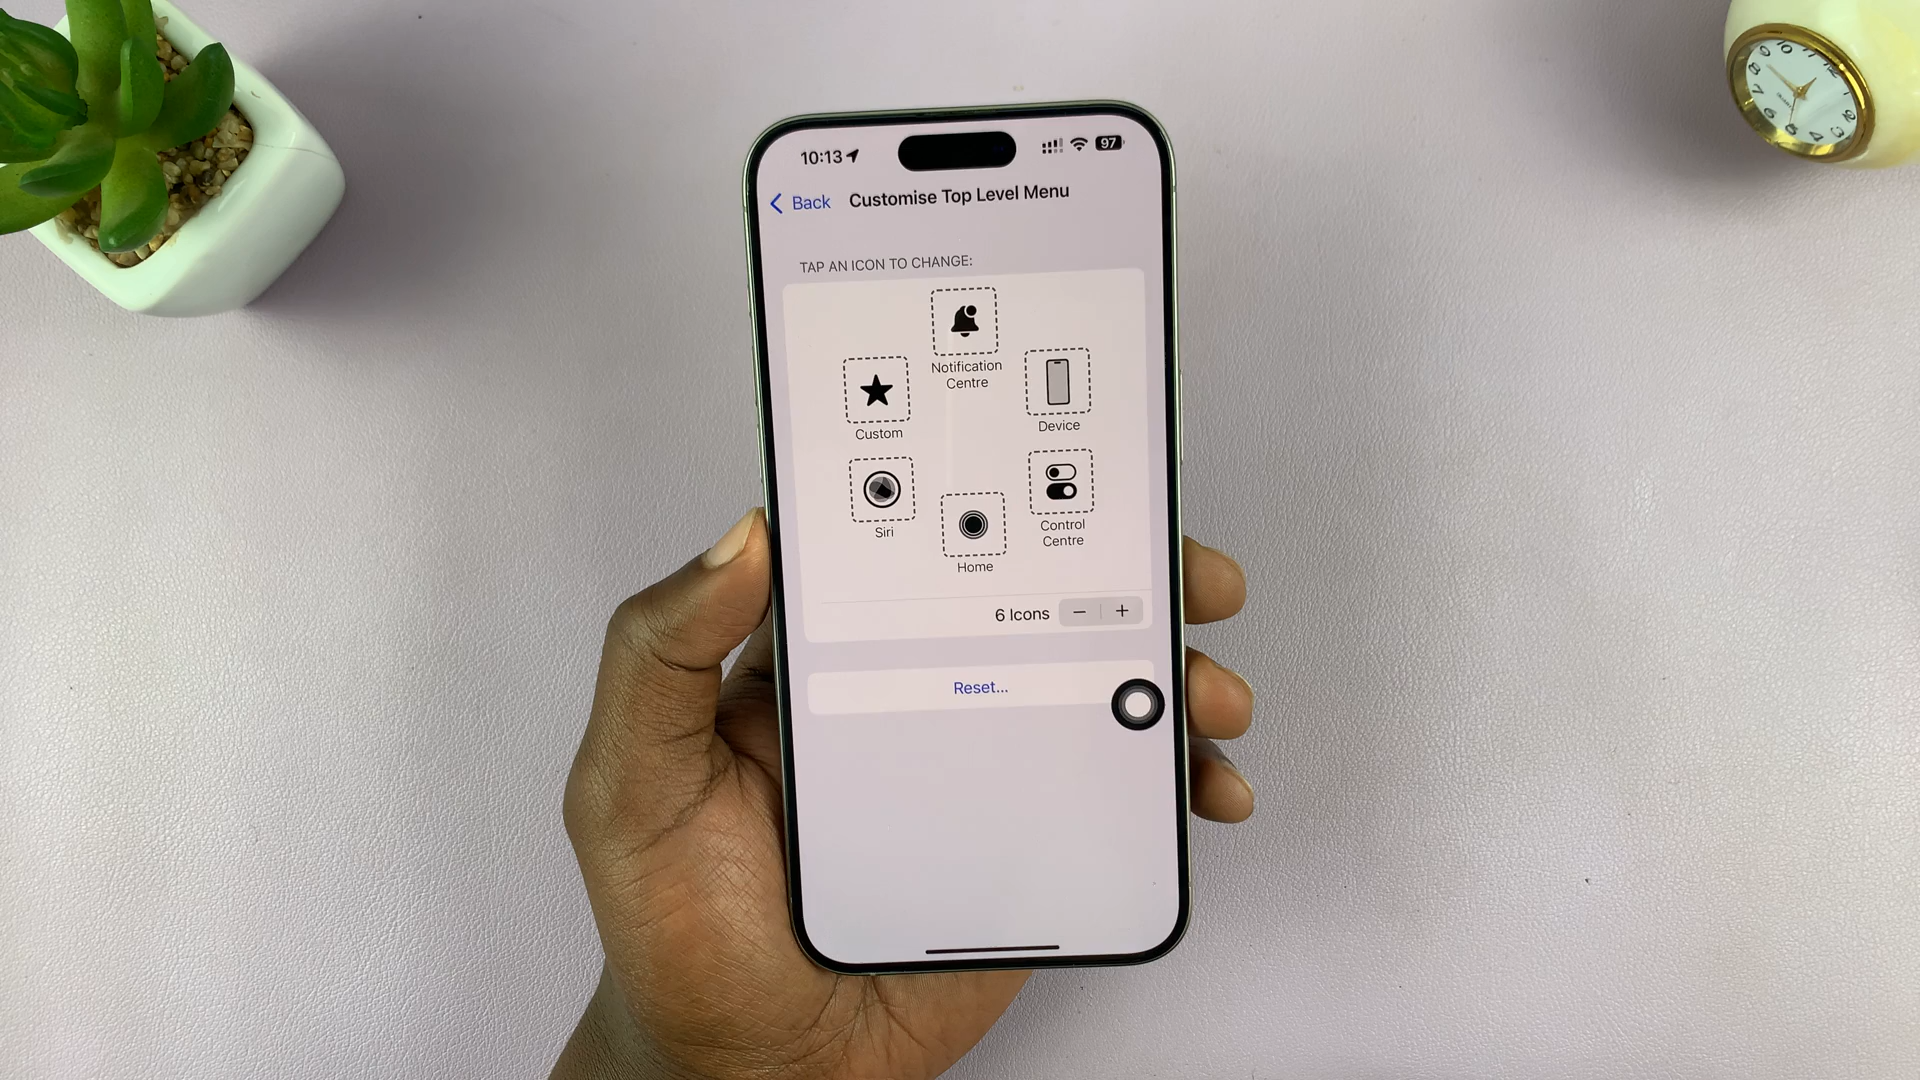 10:13
97
Back
Customise Top Level Menu
TAP AN ICON TO CHANGE:
Notification
Centre
Custom
Device
Siri
Control
Centre
Home
6 Icons
Reset...